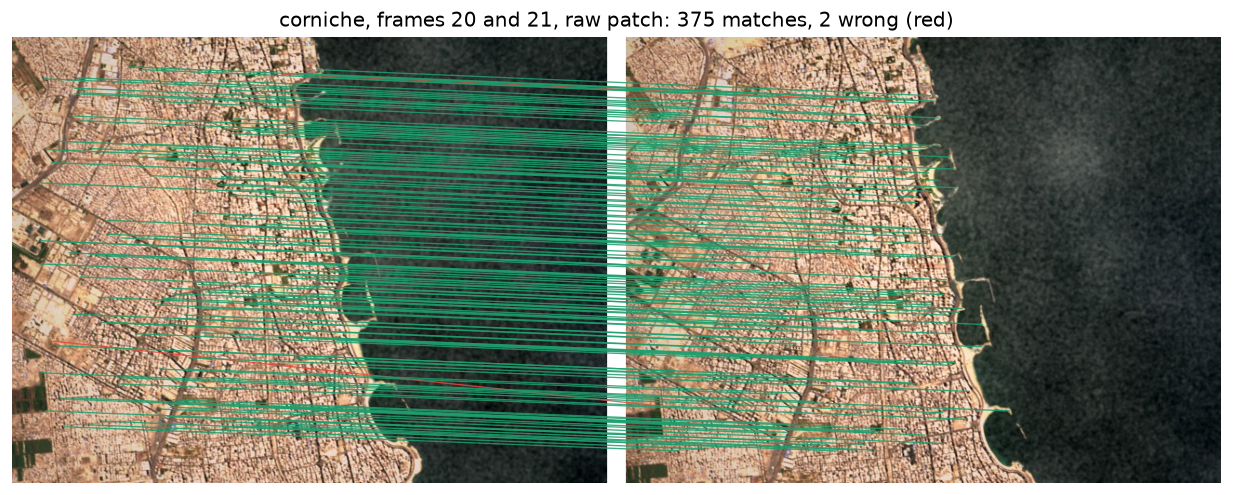 corniche, frames 20 and 21, raw patch: 375 matches, 2 wrong (red)